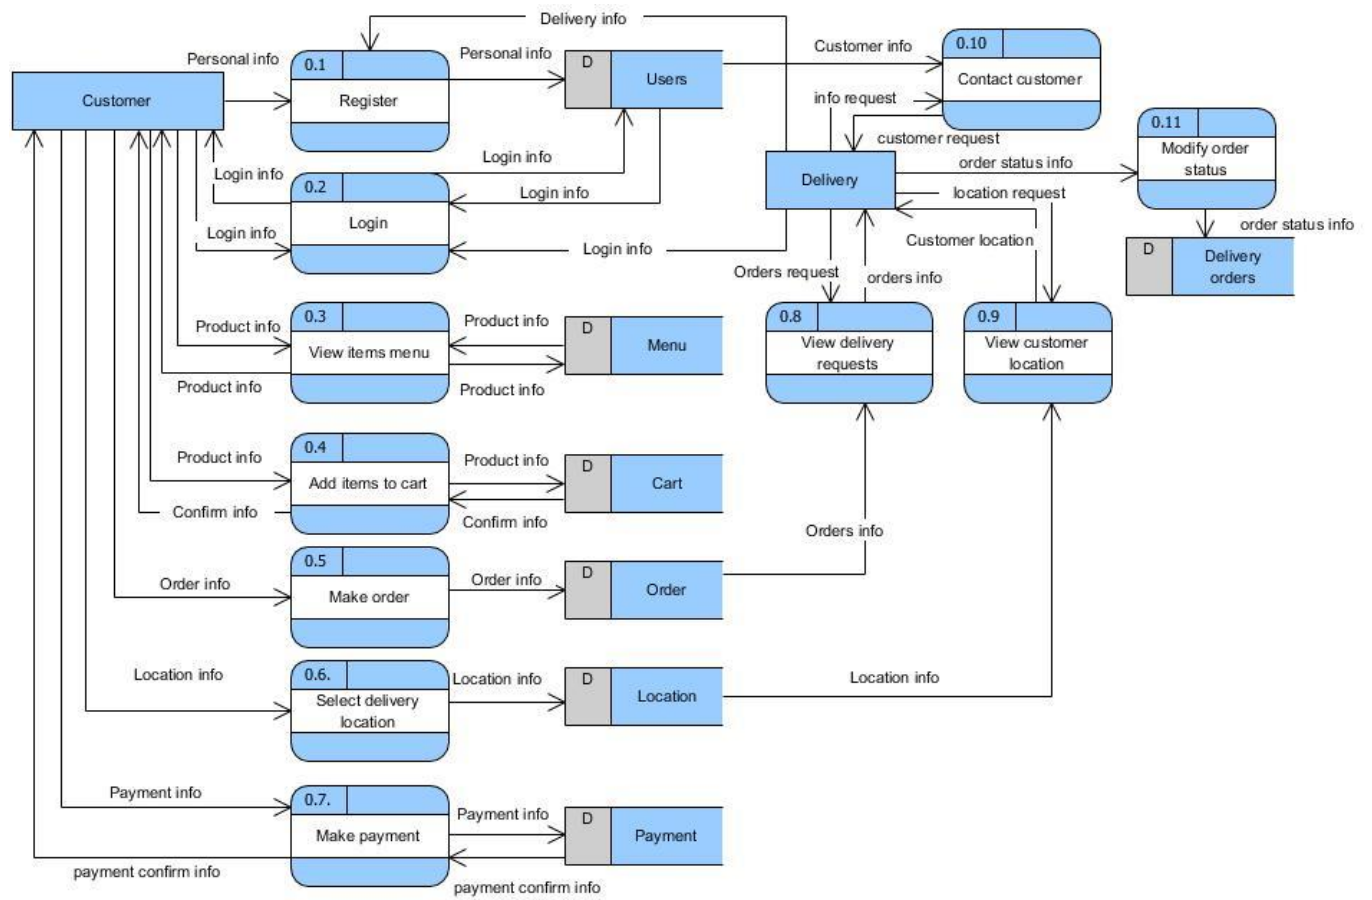 Delivery info
Personal info
0.1
Register
Personal info
D
Users
Customer info
0.10
Contact customer
Customer
info request
customer request
0.11
Modify order
status
Login info
Login info
0.2
Login
Login info
Login info
Login info
Delivery
order status info
location request
Customer location
order status info
D
Delivery
orders
Orders request
orders info
Product info
0.3
View items menu
Product info
Product info
D
Menu
Product info
0.8
View delivery
requests
0.9
View customer
location
Product info
0.4
Add items to cart
Confirm info
Product info
D
Cart
Confirm info
Orders info
Order info
0.5
Make order
Order info
D
Order
Location info
0.6.
Select delivery
location
Location info
D
Location
Location info
Payment info
0.7.
Make payment
payment confirm info
Payment info
D
Payment
payment confirm info